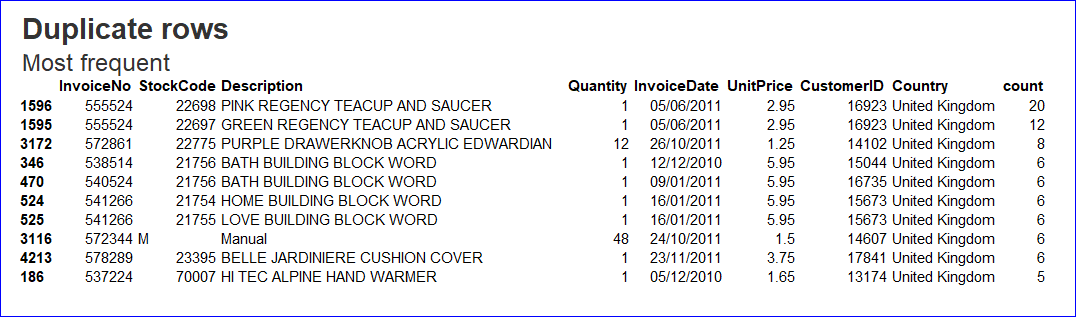 Duplicate rows
Most frequent
InvoiceNo StockCode Description Quantity InvoiceDate UnitPrice CustomerID Country count
1596 555524 22698 PINK REGENCY TEACUP AND SAUCER 1 05/06/2011 2.95 16923 United Kingdom 20
1595 555524 22697 GREEN REGENCY TEACUP AND SAUCER 1 05/06/2011 2.95 16923 United Kingdom 12
3172 572861 22775 PURPLE DRAWERKNOB ACRYLIC EDWARDIAN 12 26/10/2011 1.25 14102 United Kingdom 8
346 538514 21756 BATH BUILDING BLOCK WORD 1 12/12/2010 5.95 15044 United Kingdom 6
470 540524 21756 BATH BUILDING BLOCK WORD 1 09/01/2011 5.95 16735 United Kingdom 6
524 541266 21754 HOME BUILDING BLOCK WORD 1 16/01/2011 5.95 15673 United Kingdom 6
525 541266 21755 LOVE BUILDING BLOCK WORD 1 16/01/2011 5.95 15673 United Kingdom 6
3116 572344 M Manual 48 24/10/2011 1.5 14607 United Kingdom 6
4213 578289 23395 BELLE JARDINIERE CUSHION COVER 1 23/11/2011 3.75 17841 United Kingdom 6
186 537224 70007 HI TEC ALPINE HAND WARMER 1 05/12/2010 1.65 13174 United Kingdom 5